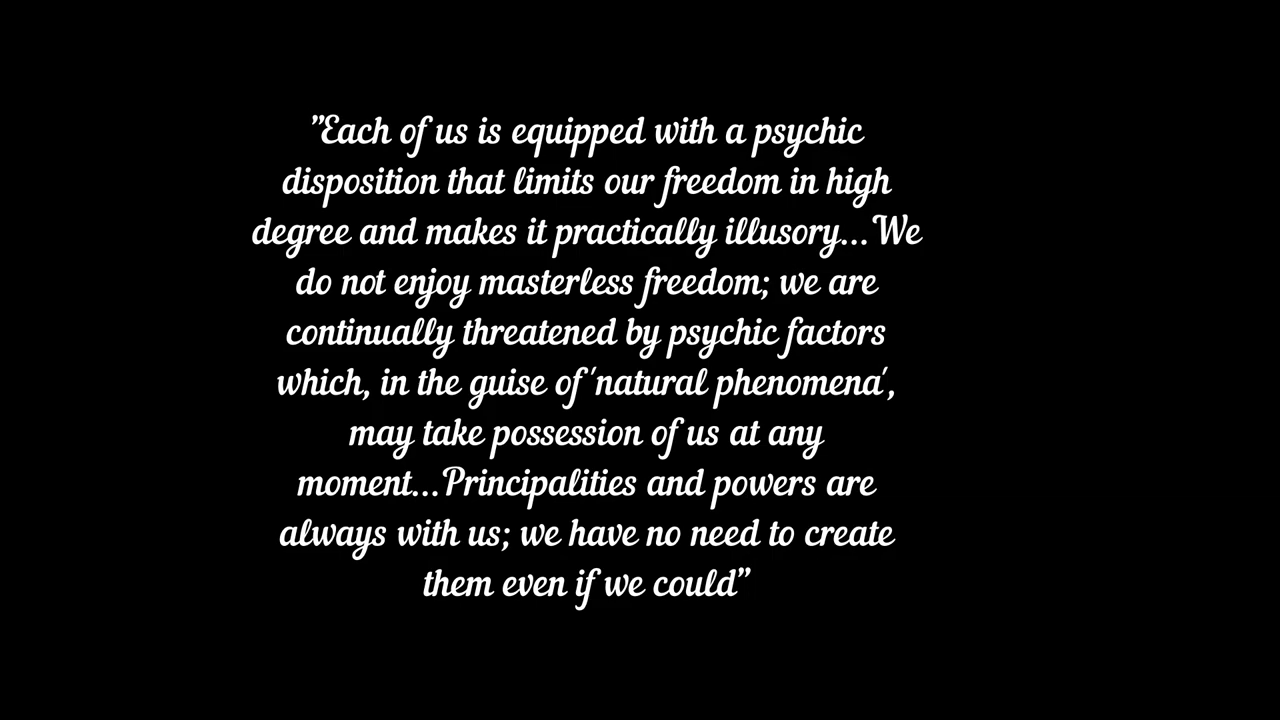 ”Each of us is equipped with a psychic
disposition that limits our freedom in high
degree and makes it practically illusory...We
do not enjoy masterless freedom; we are
continually threatened by psychic factors
which, in the guise of 'natural phenomena',
may take possession of us at any
moment...Principalities and powers are
always with us; we have no need to create
them even if we could”